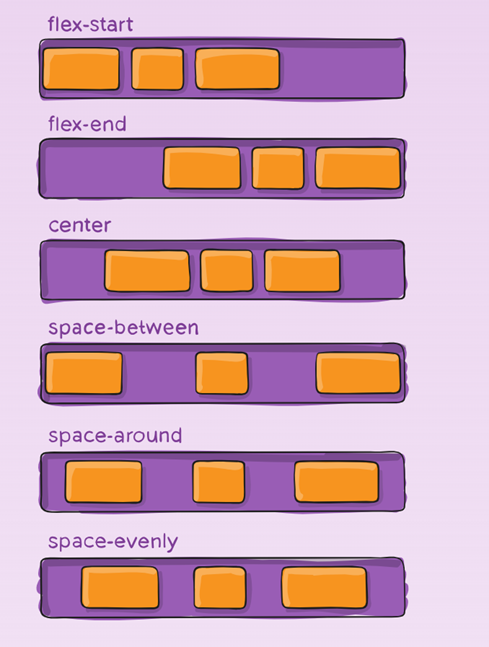 flex-start
flex-end
center
space-between
space-around
space-evenly